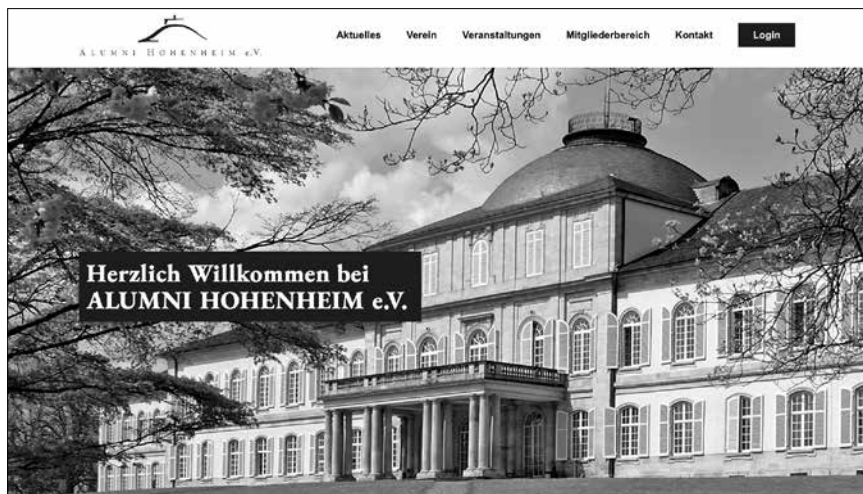 ALUMNI HOHENHEIM e.V.
Aktuelles Verein Veranstaltungen Mitgliederbereich Kontakt Login
Herzlich Willkommen bei
ALUMNI HOHENHEIM e.V.